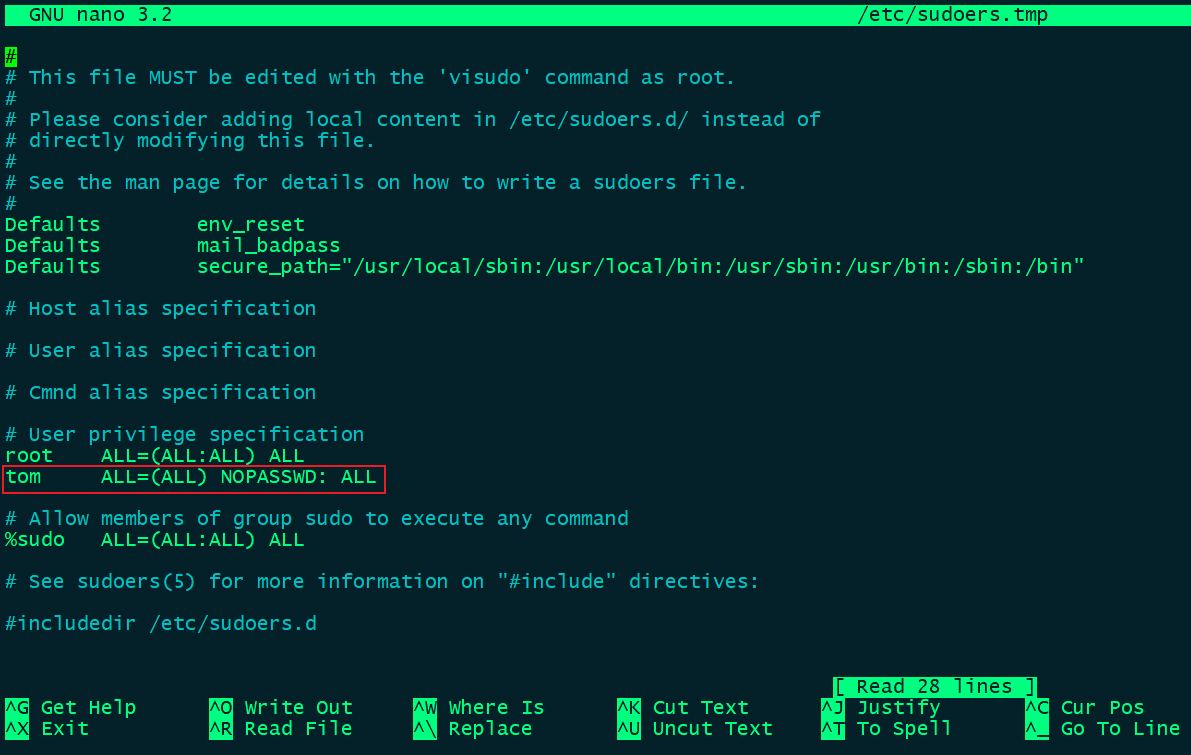 GNU nano 3.2 /etc/sudoers.tmp
#
# This file MUST be edited with the 'visudo' command as root.
#
# Please consider adding local content in /etc/sudoers.d/ instead of
# directly modifying this file.
#
# See the man page for details on how to write a sudoers file.
#
Defaults        env_reset
Defaults        mail_badpass
Defaults        secure_path="/usr/local/sbin:/usr/local/bin:/usr/sbin:/usr/bin:/sbin:/bin"
# Host alias specification
# User alias specification
# Cmnd alias specification
# User privilege specification
root    ALL=(ALL:ALL) ALL
tom     ALL=(ALL) NOPASSWD: ALL
# Allow members of group sudo to execute any command
%sudo   ALL=(ALL:ALL) ALL
# See sudoers(5) for more information on "#include" directives:
#includedir /etc/sudoers.d
[ Read 28 lines ]
^G Get Help ^O Write Out ^W Where Is ^K Cut Text ^J Justify ^C Cur Pos
^X Exit ^R Read File ^\ Replace ^U Uncut Text ^T To Spell ^_ Go To Line